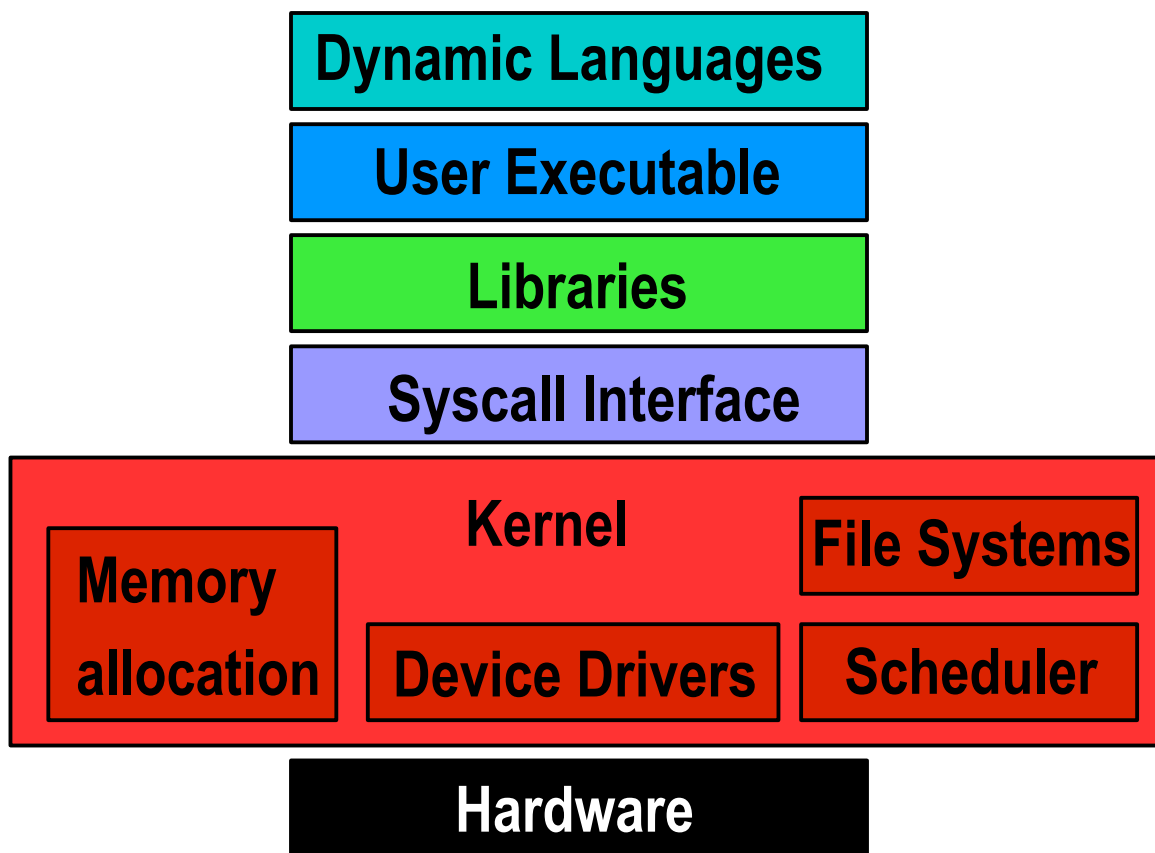 Dynamic Languages
User Executable
Libraries
Syscall Interface
Kernel
File Systems
Memory
allocation
Device Drivers
Scheduler
Hardware